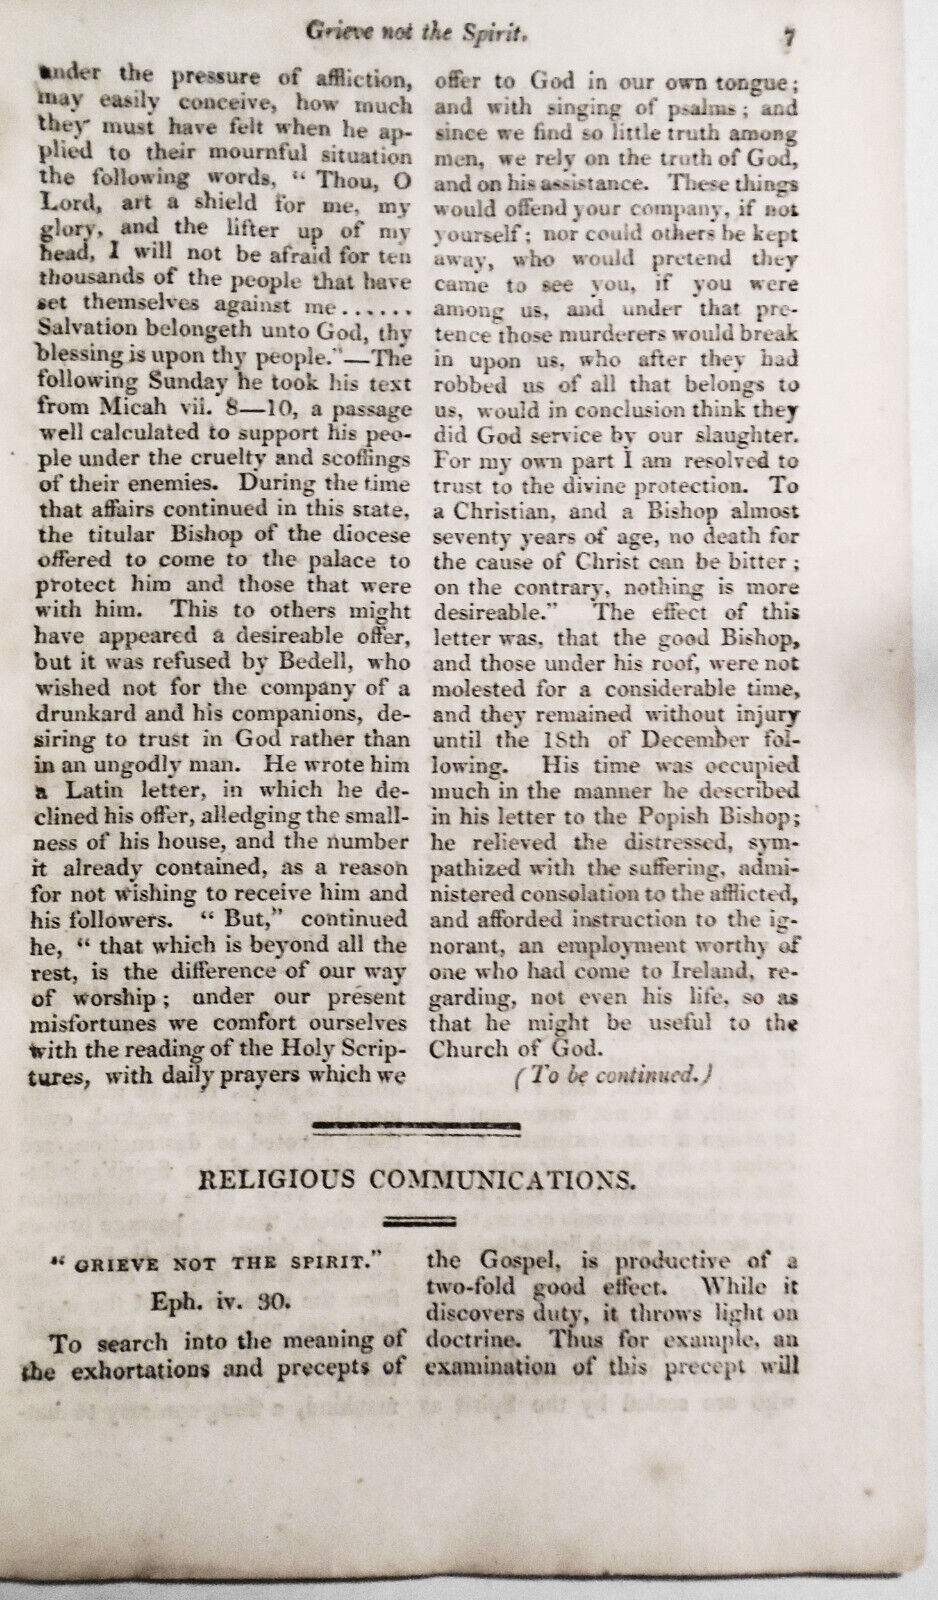 Grieve not the Spirit. 7
under the pressure of affliction,
may easily conceive, how much
they must have felt when he ap-
plied to their mournful situation
the following words, “ Thou, O
Lord, art a shield for me, my
glory, and the lifter up of my
head, I will not be afraid for ten
thousands of the people that have
set themselves against me......
Salvation belongeth unto God, thy
blessing is upon thy people.”—The
following Sunday he took his text
from Micah vii. 8—10, a passage
well calculated to support his peo-
ple under the cruelty and scoffings
of their enemies. During the time
that affairs continued in this state,
the titular Bishop of the diocese
offered to come to the palace to
protect him and those that were
with him. This to others might
have appeared a desireable offer,
but it was refused by Bedell, who
wished not for the company of a
drunkard and his companions, de-
siring to trust in God rather than
in an ungodly man. He wrote him
a Latin letter, in which he de-
clined his offer, alledging the small-
ness of his house, and the number
it already contained, as a reason
for not wishing to receive him and
his followers. “ But,” continued
he, “ that which is beyond all the
rest, is the difference of our way
of worship ; under our present
misfortunes we comfort ourselves
with the reading of the Holy Scrip-
tures, with daily prayers which we
offer to God in our own tongue ;
and with singing of psalms ; and
since we find so little truth among
men, we rely on the truth of God,
and on his assistance. These things
would offend your company, if not
yourself ; nor could others be kept
away, who would pretend they
came to see you, if you were
among us, and under that pre-
tence those murderers would break
in upon us, who after they had
robbed us of all that belongs to
us, would in conclusion think they
did God service by our slaughter.
For my own part I am resolved to
trust to the divine protection. To
a Christian, and a Bishop almost
seventy years of age, no death for
the cause of Christ can be bitter ;
on the contrary, nothing is more
desireable.” The effect of this
letter was, that the good Bishop,
and those under his roof, were not
molested for a considerable time,
and they remained without injury
until the 18th of December fol-
lowing. His time was occupied
much in the manner he described
in his letter to the Popish Bishop;
he relieved the distressed, sym-
pathized with the suffering, admi-
nistered consolation to the afflicted,
and afforded instruction to the ig-
norant, an employment worthy of
one who had come to Ireland, re-
garding, not even his life, so as
that he might be useful to the
Church of God.
(To be continued.)
RELIGIOUS COMMUNICATIONS.
“ GRIEVE NOT THE SPIRIT.”
Eph. iv. 30.
To search into the meaning of
the exhortations and precepts of
the Gospel, is productive of a
two-fold good effect. While it
discovers duty, it throws light on
doctrine. Thus for example, an
examination of this precept will